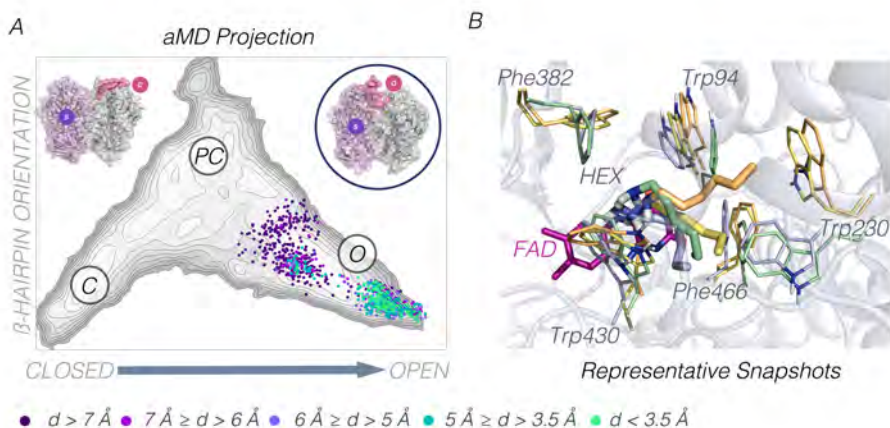 A
aMD Projection
B
β-HAIRPIN ORIENTATION
PC
O
C
CLOSED
OPEN
Phe382
Trp94
HEX
FAD
Trp230
Phe466
Trp430
Representative Snapshots
d > 7 Å
7 Å ≥ d > 6 Å
6 Å ≥ d > 5 Å
5 Å ≥ d > 3.5 Å
d < 3.5 Å